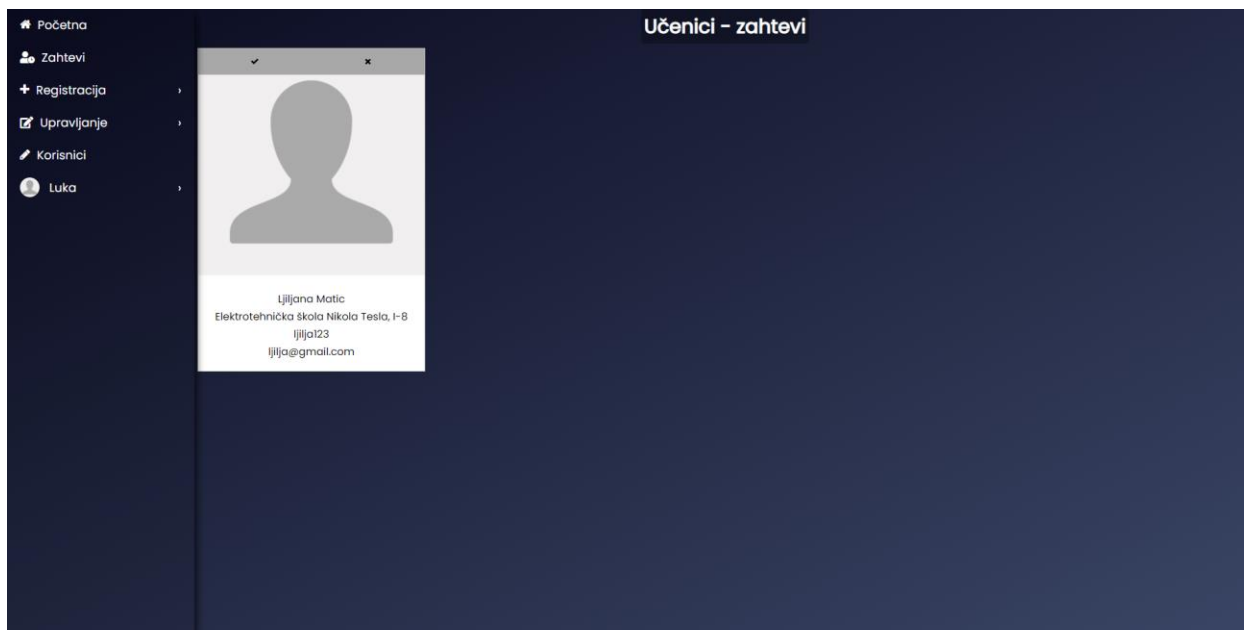 Početna
Zahtevi
Registracija
Upravljanje
Korisnici
Luka
Učenici - zahtevi
Ljiljana Matic
Elektrotehnička škola Nikola Tesla, I-8
ljilja123
ljilja@gmail.com